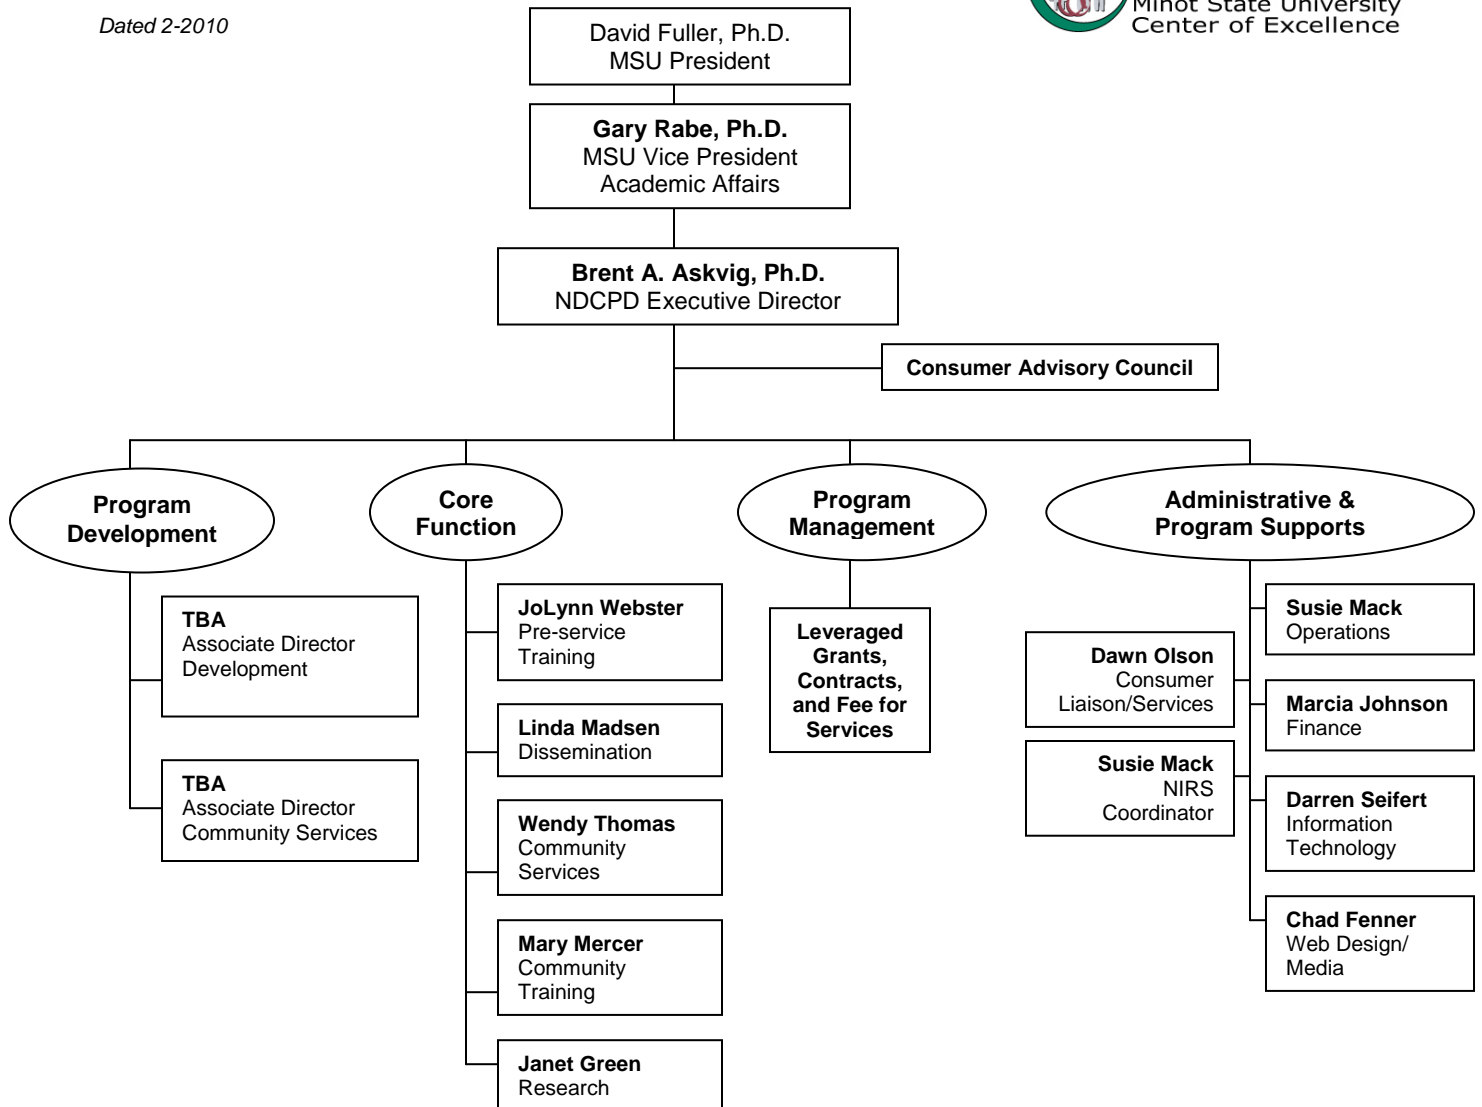 Dated 2-2010
Minot State University
Center of Excellence
David Fuller, Ph.D.
MSU President
Gary Rabe, Ph.D.
MSU Vice President
Academic Affairs
Brent A. Askvig, Ph.D.
NDCPD Executive Director
Consumer Advisory Council
Program
Development
TBA
Associate Director
Development
TBA
Associate Director
Community Services
Core
Function
JoLynn Webster
Pre-service
Training
Linda Madsen
Dissemination
Wendy Thomas
Community
Services
Mary Mercer
Community
Training
Janet Green
Research
Program
Management
Leveraged
Grants,
Contracts,
and Fee for
Services
Administrative &
Program Supports
Dawn Olson
Consumer
Liaison/Services
Susie Mack
NIRS
Coordinator
Susie Mack
Operations
Marcia Johnson
Finance
Darren Seifert
Information
Technology
Chad Fenner
Web Design/
Media